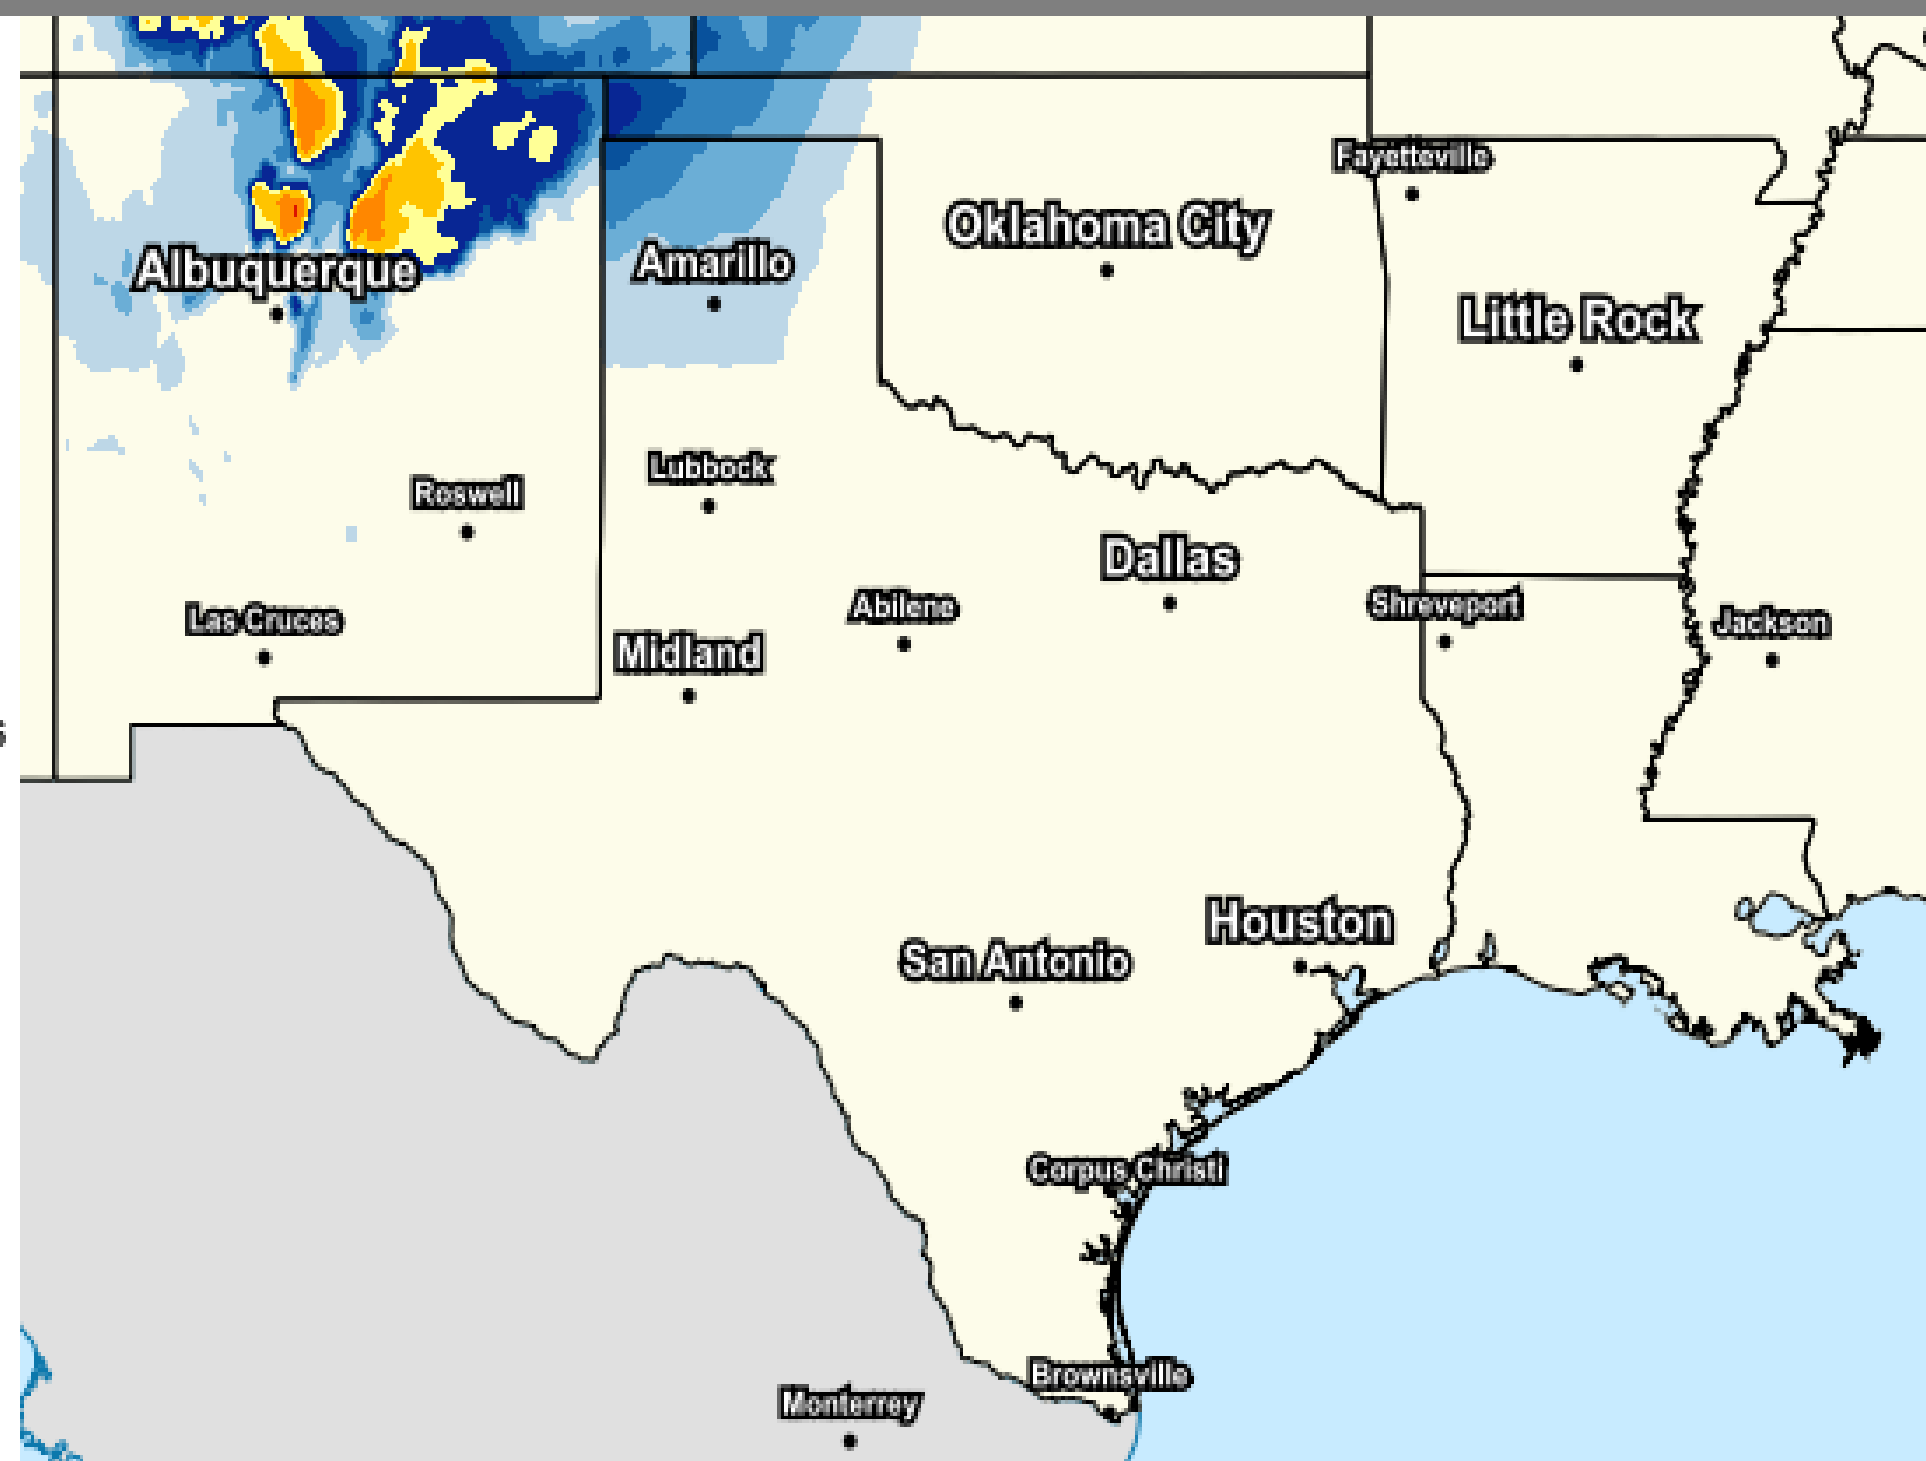 Fayetteville
Oklahoma City
Albuquerque
Amarillo
Little Rock
Lubbock
Roswell
Dallas
Las Cruces
Abilene
Shreveport
Jackson
Midland
s
Houston
San Antonio
Corpus Christi
Brownsville
Monterrey